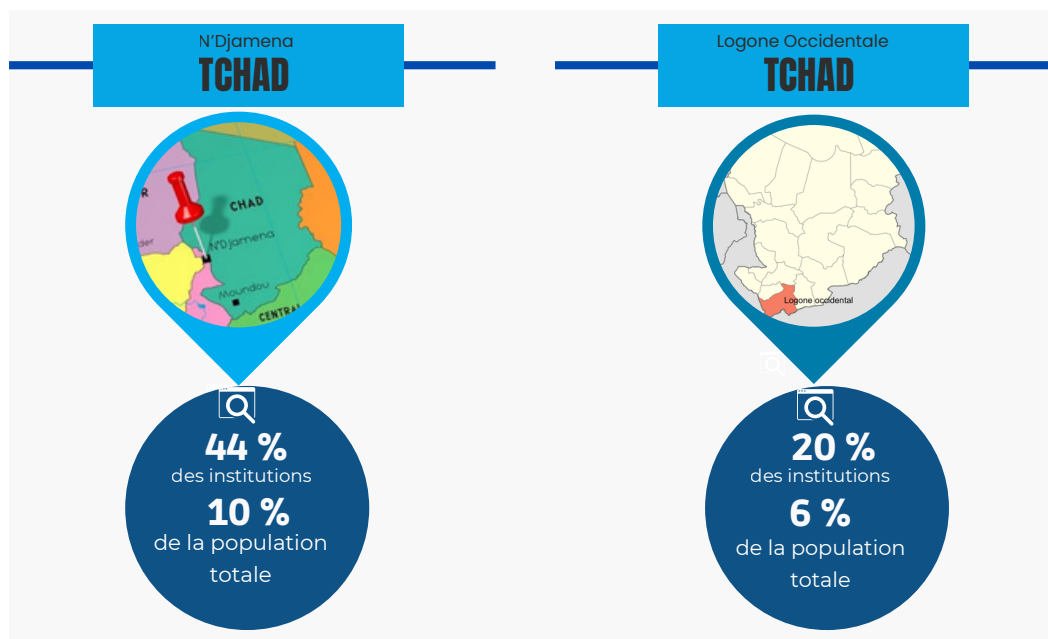 N'Djamena
TCHAD
CHAD
N'Djamena
Moundou
CENTRA
44 %
des institutions
10 %
de la population
totale
Logone Occidentale
TCHAD
Logone occidental
20 %
des institutions
6 %
de la population
totale